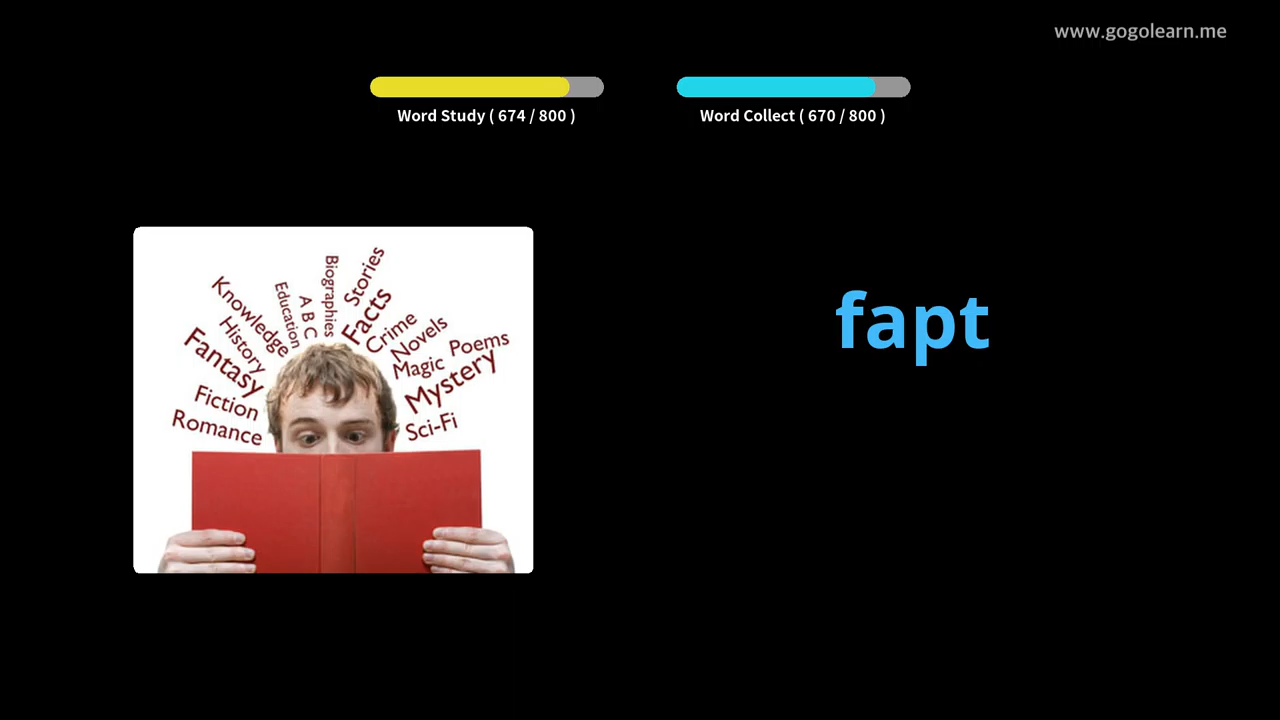 www.gogolearn.me
Word Study ( 674 / 800 )
Word Collect ( 670 / 800 )
fapt
Stories
Biographies
Facts
A B C
Education
Knowledge
Crime
History
Novels
Poems
Fantasy
Magic
Mystery
Fiction
Romance
Sci-Fi